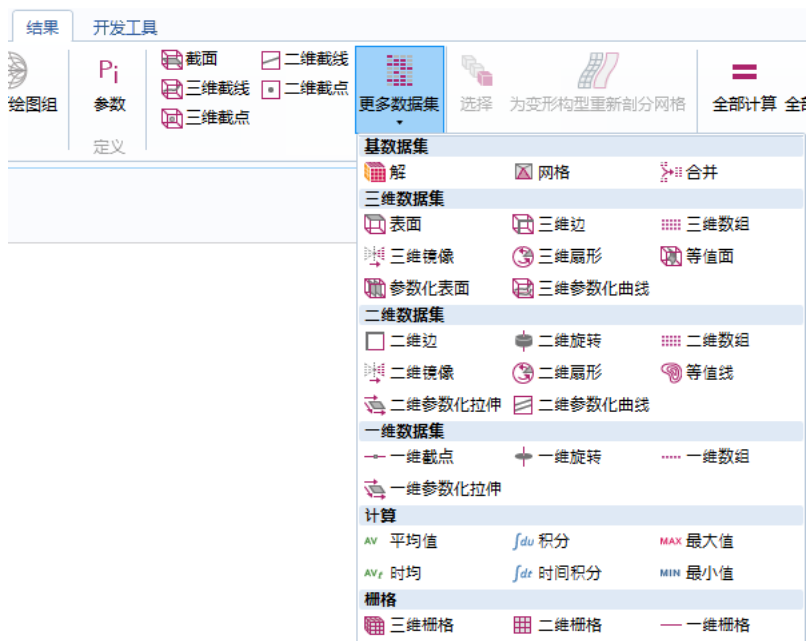 结果 开发工具
截面 二维截线
三维截线 二维截点
三维截点
绘图组 参数 更多数据集 选择 为变形构型重新剖分网格 全部计算 全部
定义
基数据集
解 网格 合并
三维数据集
表面 三维边 三维数组
三维镜像 三维扇形 等值面
参数化表面 三维参数化曲线
二维数据集
二维边 二维旋转 二维数组
二维镜像 二维扇形 等值线
二维参数化拉伸 二维参数化曲线
一维数据集
一维截点 一维旋转 一维数组
一维参数化拉伸
计算
AV 平均值 ∫du 积分 MAX 最大值
AVt 时均 ∫dt 时间积分 MIN 最小值
栅格
三维栅格 二维栅格 一维栅格